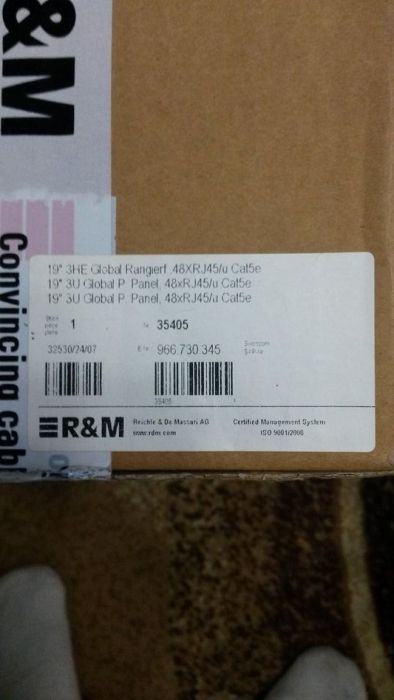 R&M
Convincing cabl
19" 3HE Global Rangierf. 48XRJ45/u Cat5e
19" 3U Global P. Panel, 48xRJ45/u Cat5e
19" 3U Global P. Panel, 48xRJ45/u Cat5e
1 35405
32530/24/07 966.730.345
35405
R&M Reichle & De Massari AG Certified Management System
www.rdm.com ISO 9001/2000